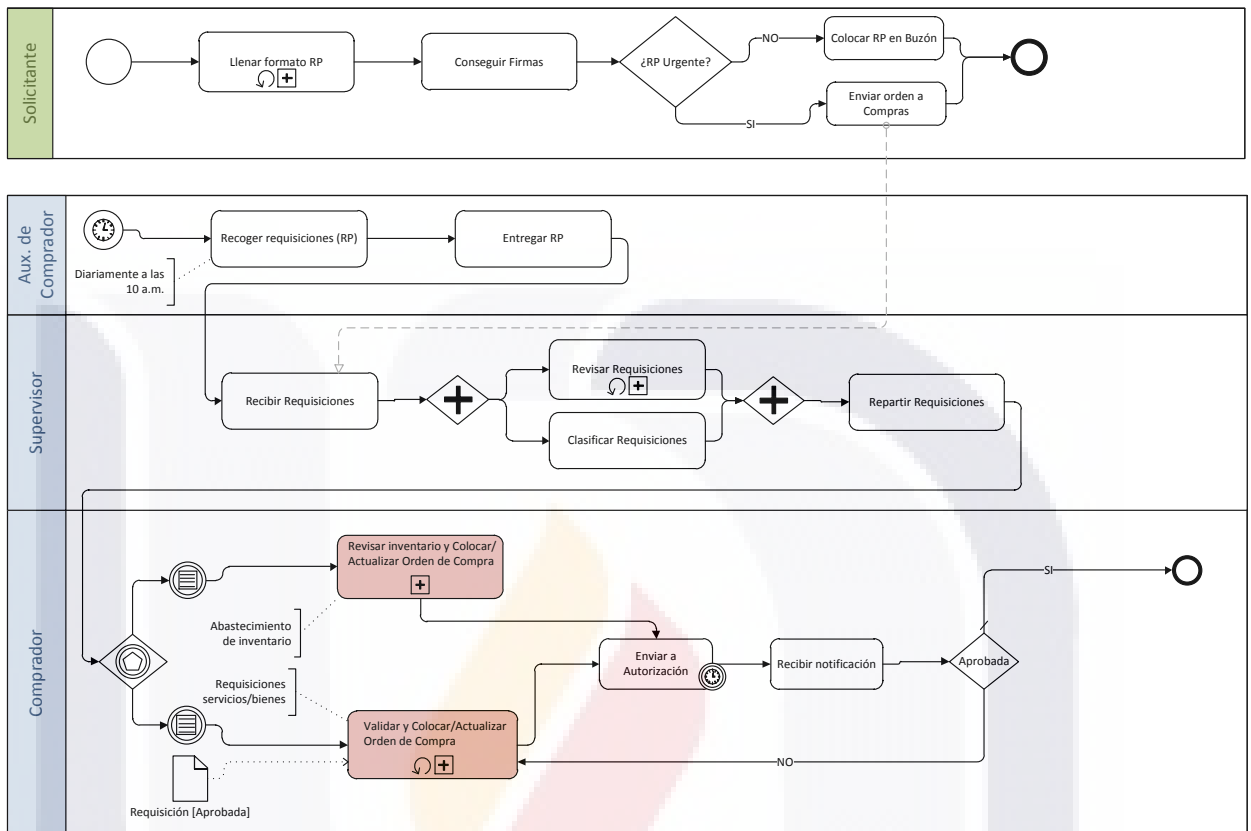 Solicitante
Llenar formato RP
Conseguir Firmas
¿RP Urgente?
NO
Colocar RP en Buzón
SI
Enviar orden a
Compras
Aux. de
Comprador
Recoger requisiciones (RP)
Entregar RP
Diariamente a las
10 a.m.
Supervisor
Recibir Requisiciones
Revisar Requisiciones
Clasificar Requisiciones
Repartir Requisiciones
Comprador
Revisar inventario y Colocar/
Actualizar Orden de Compra
Abastecimiento
de inventario
Requisiciones
servicios/bienes
Validar y Colocar/Actualizar
Orden de Compra
Requisición [Aprobada]
Enviar a
Autorización
Recibir notificación
Aprobada
SI
NO